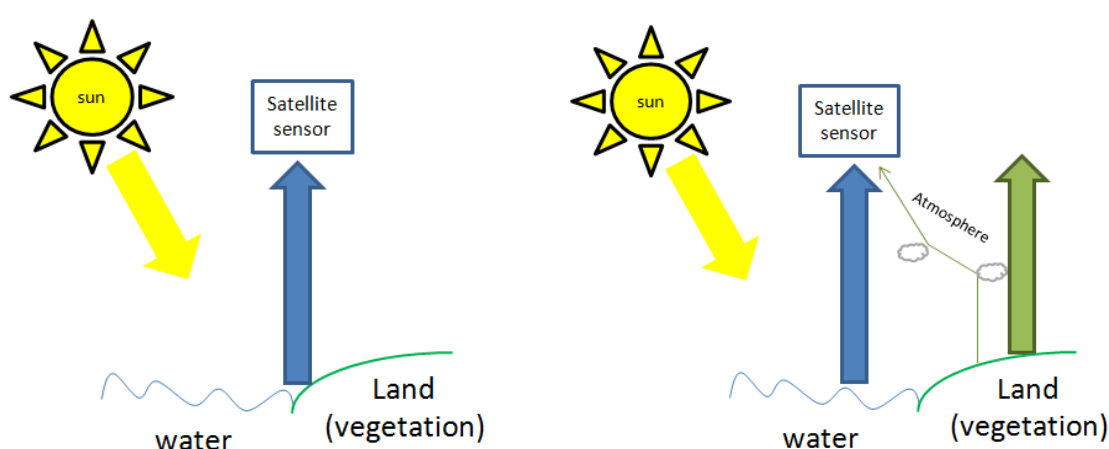 sun
Satellite
sensor
Land
(vegetation)
water
sun
Satellite
sensor
Atmosphere
Land
(vegetation)
water